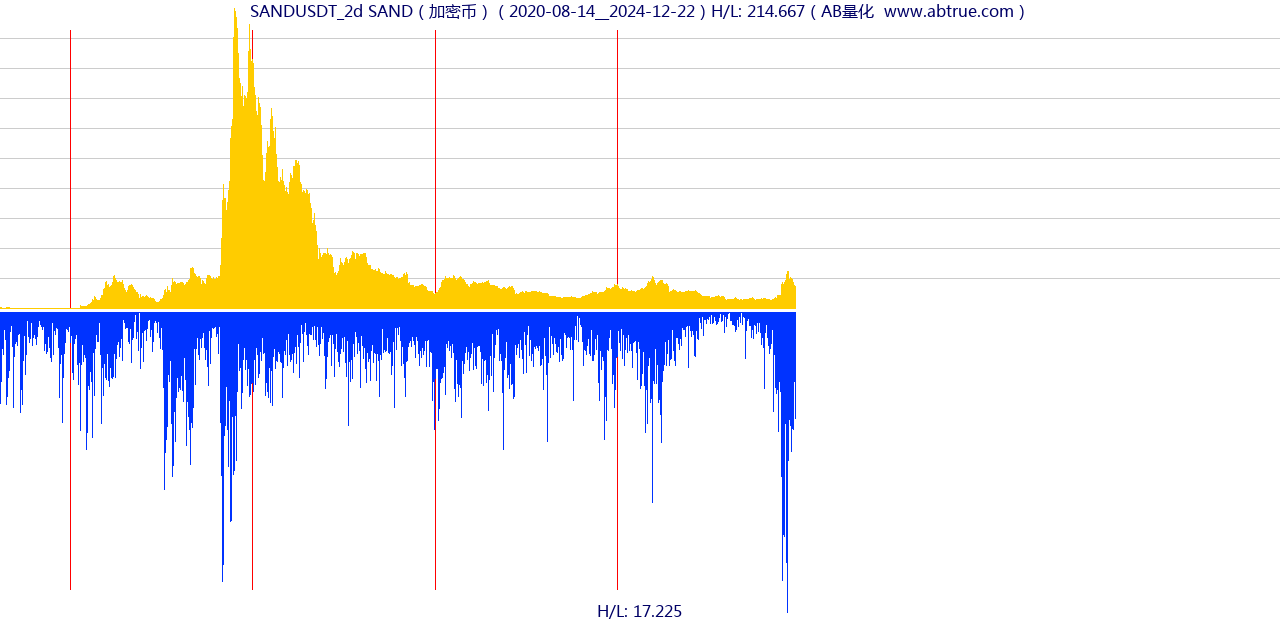 SANDUSDT_2d SAND（加密币）（2020-08-14__2024-12-22）H/L: 214.667（AB量化  www.abtrue.com）
H/L: 17.225